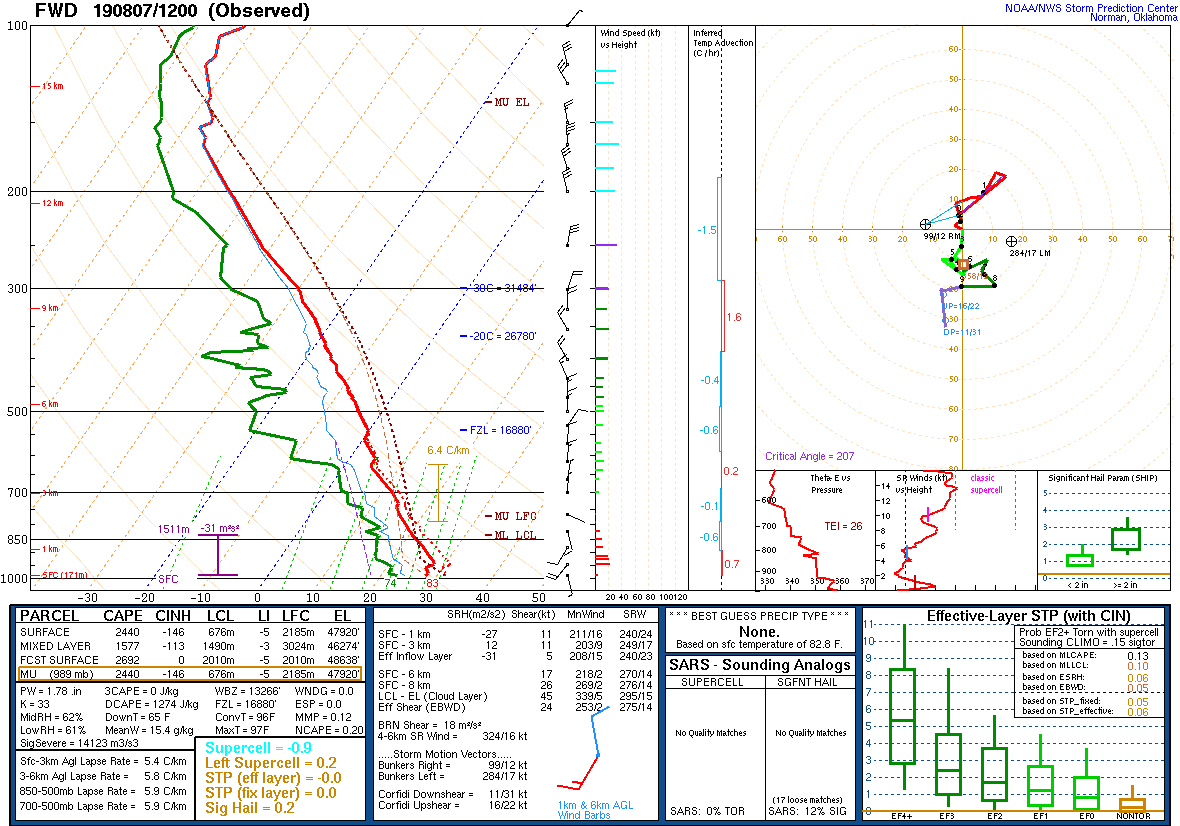 FWD 190807/1200 (Observed)
NOAA/NWS Storm Prediction Center
Norman, Oklahoma
100
200
300
500
700
850
1000
15 km
12 km
9 km
6 km
3 km
1 km
SFC (171m)
-30 -20 -10 0 10 20 30 40 50
MU EL
-30C = 31484'
-20C = 26780'
FZL = 16880'
6.4 C/km
MU LFC
ML LCL
1511m
-31 m²s²
SFC
74 83
Wind Speed (kt)
vs Height
20 40 60 80 100120
Inferred
Temp Advection
(C /hr)
-1.5
1.6
-0.4
-0.6
0.2
-0.1
-0.6
0.7
60
50
40
30
20
10
60 50 40 30 20 10 10 20 30 40 50 60 70
20
30
40
50
60
70
80
99/12 RM
284/17 LM
UP=16/22
DP=11/31
Critical Angle = 207
Theta-E vs
Pressure
TEI = 26
600
700
800
900
330 340 350 360 370
SR Winds (kt)
vs Height
classic
supercell
14
12
10
8
6
4
2
Significant Hail Param (SHIP)
5
4
3
2
1
0
< 2 in >= 2 in
PARCEL CAPE CINH LCL LI LFC EL
SURFACE 2440 -146 676m -5 2185m 47920'
MIXED LAYER 1577 -113 1490m -3 3024m 46274'
FCST SURFACE 2692 0 2010m -5 2010m 48638'
MU (989 mb) 2440 -146 676m -5 2185m 47920'
PW = 1.78 .in 3CAPE = 0 J/kg WBZ = 13266' WNDG = 0.0
K = 33 DCAPE = 1274 J/kg FZL = 16880' ESP = 0.0
MidRH = 62% DownT = 65 F ConvT = 96F MMP = 0.12
LowRH = 61% MeanW = 15.4 g/kg MaxT = 97F NCAPE = 0.20
SigSevere = 14123 m3/s3
Sfc-3km Agl Lapse Rate = 5.4 C/km
3-6km Agl Lapse Rate = 5.8 C/km
850-500mb Lapse Rate = 5.9 C/km
700-500mb Lapse Rate = 5.9 C/km
Supercell = -0.9
Left Supercell = 0.2
STP (eff layer) = -0.0
STP (fix layer) = 0.0
Sig Hail = 0.2
SRH(m2/s2) Shear(kt) MnWind SRW
SFC - 1 km -27 11 211/16 240/24
SFC - 3 km 12 11 203/9 249/17
Eff Inflow Layer -31 5 208/15 240/23
SFC - 6 km 17 218/2 270/14
SFC - 8 km 26 269/2 276/14
LCL - EL (Cloud Layer) 45 339/5 295/15
Eff Shear (EBWD) 24 253/2 275/14
BRN Shear = 18 m²/s²
4-6km SR Wind = 324/16 kt
.....Storm Motion Vectors.....
Bunkers Right = 99/12 kt
Bunkers Left = 284/17 kt
Corfidi Downshear = 11/31 kt
Corfidi Upshear = 16/22 kt
1km & 6km AGL
Wind Barbs
* * * BEST GUESS PRECIP TYPE * * *
None.
Based on sfc temperature of 82.8 F.
SARS - Sounding Analogs
SUPERCELL SGFNT HAIL
No Quality Matches No Quality Matches
(17 loose matches)
SARS: 0% TOR SARS: 12% SIG
Effective-Layer STP (with CIN)
Prob EF2+ Torn with supercell
Sounding CLIMO = .15 sigtor
based on MLCAPE: 0.13
based on MLLCL: 0.10
based on ESRH: 0.06
based on EBWD: 0.05
based on STP_fixed: 0.05
based on STP_effective: 0.06
11
10
9
8
7
6
5
4
3
2
1
0
EF4+ EF3 EF2 EF1 EF0 NONTOR